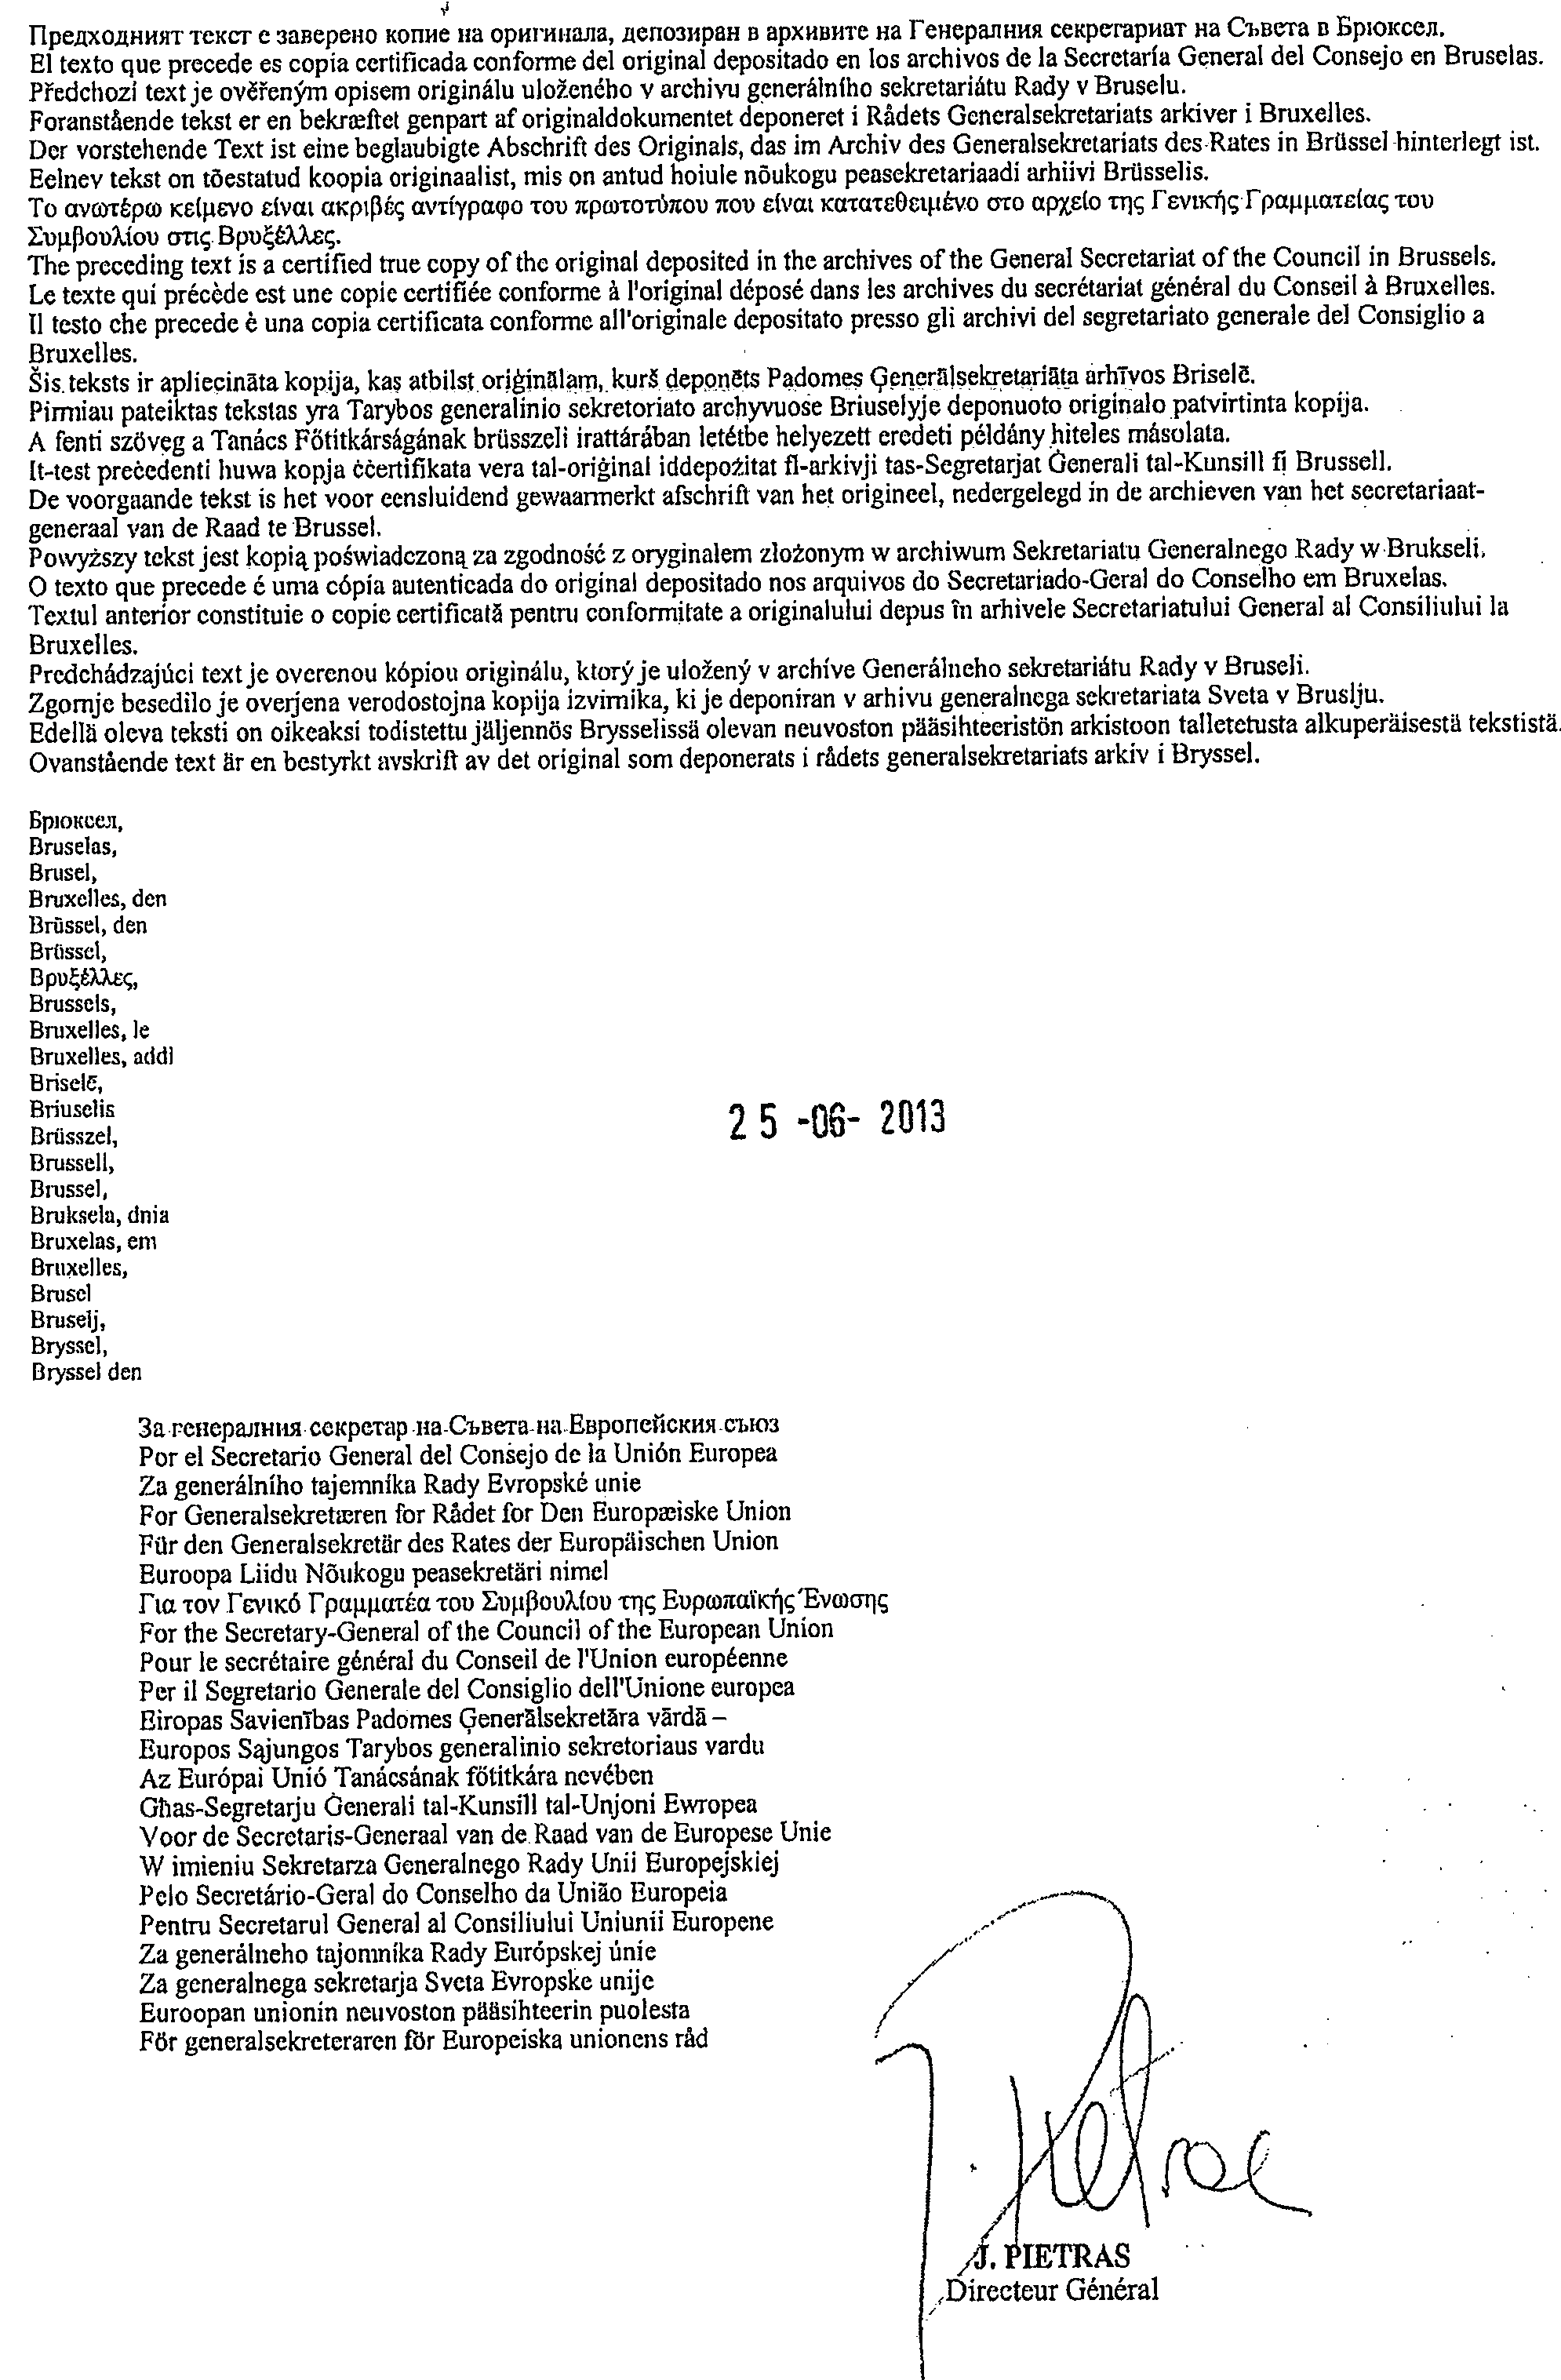 Предходният текст е заверено копие на оригинала, депозиран в архивите на Генералния секретариат на Съвета в Брюксел.
El texto que precede es copia certificada conforme del original depositado en los archivos de la Secretaría General del Consejo en Bruselas.
Předchozí text je ověřeným opisem originálu uloženého v archivu generálního sekretariátu Rady v Bruselu.
Foranstående tekst er en bekræftet genpart af originaldokumentet deponeret i Rådets Generalsekretariats arkiver i Bruxelles.
Der vorstehende Text ist eine beglaubigte Abschrift des Originals, das im Archiv des Generalsekretariats des Rates in Brüssel hinterlegt ist.
Eelnev tekst on tõestatud koopia originaalist, mis on antud hoiule nõukogu peasekretariaadi arhiivi Brüsselis.
Το ανωτέρω κείμενο είναι ακριβές αντίγραφο του πρωτοτύπου που είναι κατατεθειμένο στο αρχείο της Γενικής Γραμματείας του
Συμβουλίου στις Βρυξέλλες.
The preceding text is a certified true copy of the original deposited in the archives of the General Secretariat of the Council in Brussels.
Le texte qui précède est une copie certifiée conforme à l'original déposé dans les archives du secrétariat général du Conseil à Bruxelles.
Il testo che precede è una copia certificata conforme all'originale depositato presso gli archivi del segretariato generale del Consiglio a
Bruxelles.
Šis teksts ir apliecināta kopija, kas atbilst oriģinālam, kurš deponēts Padomes Ģenerālsekretariāta arhīvos Briselē.
Pirmiau pateiktas tekstas yra Tarybos generalinio sekretoriato archyvuose Briuselyje deponuoto originalo patvirtinta kopija.
A fenti szöveg a Tanács Főtitkárságának brüsszeli irattárában letétbe helyezett eredeti példány hiteles másolata.
It-test preċedenti huwa kopja ċċertifikata vera tal-oriġinal iddepożitat fl-arkivji tas-Segretarjat Ġenerali tal-Kunsill fi Brussell.
De voorgaande tekst is het voor eensluidend gewaarmerkt afschrift van het origineel, nedergelegd in de archieven van het secretariaat-
generaal van de Raad te Brussel.
Powyższy tekst jest kopią poświadczoną za zgodność z oryginałem złożonym w archiwum Sekretariatu Generalnego Rady w Brukseli.
O texto que precede é uma cópia autenticada do original depositado nos arquivos do Secretariado-Geral do Conselho em Bruxelas.
Textul anterior constituie o copie certificată pentru conformitate a originalului depus în arhivele Secretariatului General al Consiliului la
Bruxelles.
Predchádzajúci text je overenou kópiou originálu, ktorý je uložený v archíve Generálneho sekretariátu Rady v Bruseli.
Zgornje besedilo je overjena verodostojna kopija izvirnika, ki je deponiran v arhivu generalnega sekretariata Sveta v Bruslju.
Edellä oleva teksti on oikeaksi todistettu jäljennös Brysselissä olevan neuvoston pääsihteeristön arkistoon talletetusta alkuperäisestä tekstistä.
Ovanstående text är en bestyrkt avskrift av det original som deponerats i rådets generalsekretariats arkiv i Bryssel.
Брюксел,
Bruselas,
Brusel,
Bruxelles, den
Brüssel, den
Brüssel,
Βρυξέλλες,
Brussels,
Bruxelles, le
Bruxelles, addì
Briselē,
Briuselis
Brüsszel,
Brussell,
Brussel,
Bruksela, dnia
Bruxelas, em
Bruxelles,
Brusel
Bruselj,
Bryssel,
Bryssel den
25 -06- 2013
За генералния секретар на Съвета на Европейския съюз
Por el Secretario General del Consejo de la Unión Europea
Za generálního tajemníka Rady Evropské unie
For Generalsekretæren for Rådet for Den Europæiske Union
Für den Generalsekretär des Rates der Europäischen Union
Euroopa Liidu Nõukogu peasekretäri nimel
Για τον Γενικό Γραμματέα του Συμβουλίου της Ευρωπαϊκής Ένωσης
For the Secretary-General of the Council of the European Union
Pour le secrétaire général du Conseil de l'Union européenne
Per il Segretario Generale del Consiglio dell'Unione europea
Eiropas Savienības Padomes Ģenerālsekretāra vārdā –
Europos Sąjungos Tarybos generalinio sekretoriaus vardu
Az Európai Unió Tanácsának főtitkára nevében
Għas-Segretarju Ġenerali tal-Kunsill tal-Unjoni Ewropea
Voor de Secretaris-Generaal van de Raad van de Europese Unie
W imieniu Sekretarza Generalnego Rady Unii Europejskiej
Pelo Secretário-Geral do Conselho da União Europeia
Pentru Secretarul General al Consiliului Uniunii Europene
Za generálneho tajomníka Rady Európskej únie
Za generalnega sekretarja Sveta Evropske unije
Euroopan unionin neuvoston pääsihteerin puolesta
För generalsekreteraren för Europeiska unionens råd
J. Pietras
J. PIETRAS
Directeur Général